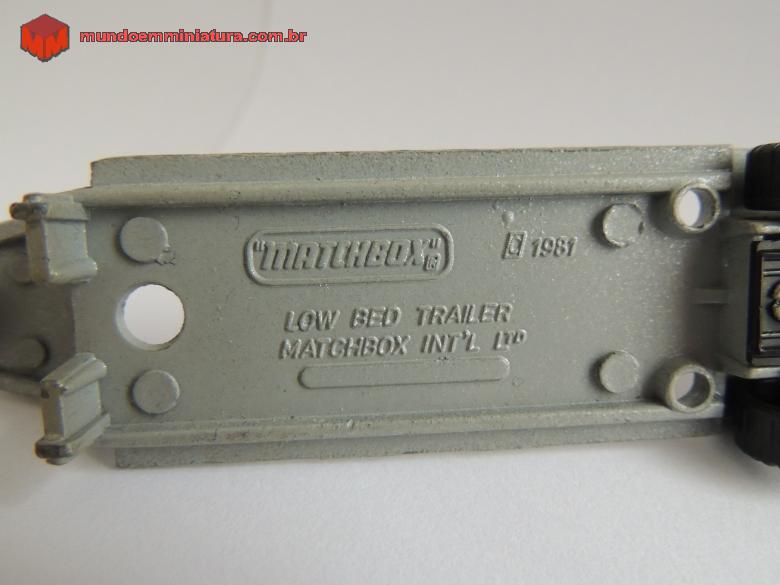 mundoemminiatura.com.br
"MATCHBOX"
© 1981
LOW BED TRAILER
MATCHBOX INT'L LTD